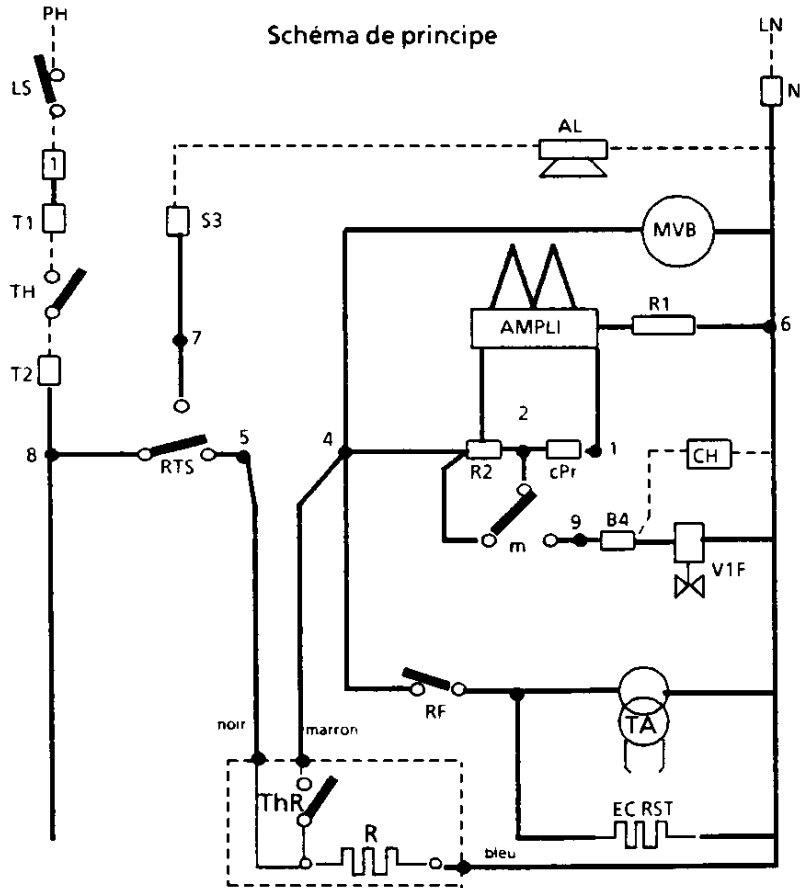 PH
Schéma de principe
LN
LS
N
AL
1
T1
S3
MVB
TH
R1
AMPLI
6
7
T2
2
8
RTS
5
4
R2
cPr
1
CH
m
9
B4
V1F
RF
TA
noir
marron
ThR
R
EC RST
bleu